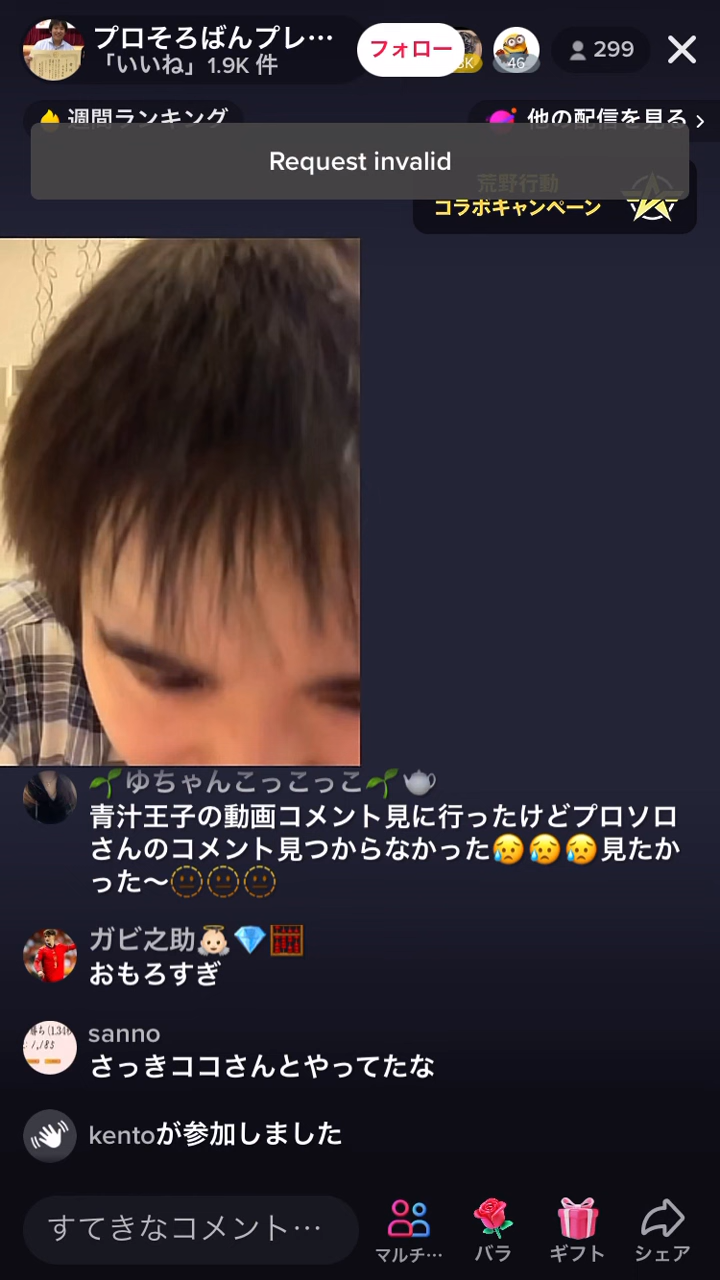 プロそろばんプレ…
「いいね」1.9K 件
フォロー
46
299
週間ランキング
他の配信を見る
Request invalid
荒野行動
コラボキャンペーン
🌱ゆちゃんこっこっこ🌱🫖
青汁王子の動画コメント見に行ったけどプロソロ
さんのコメント見つからなかった😥😥😥見たか
った〜🫥🫥🫥
ガビ之助👼🏻💎🧮
おもろすぎ
sanno
さっきココさんとやってたな
kentoが参加しました
すてきなコメント…
マルチ…
バラ
ギフト
シェア